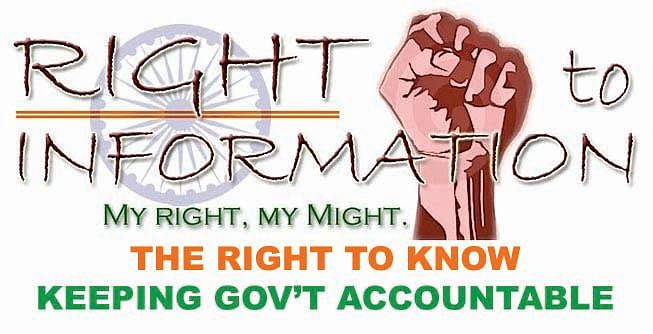 RIGHT to
INFORMATION
MY RIGHT, MY MIGHT.
THE RIGHT TO KNOW
KEEPING GOV'T ACCOUNTABLE